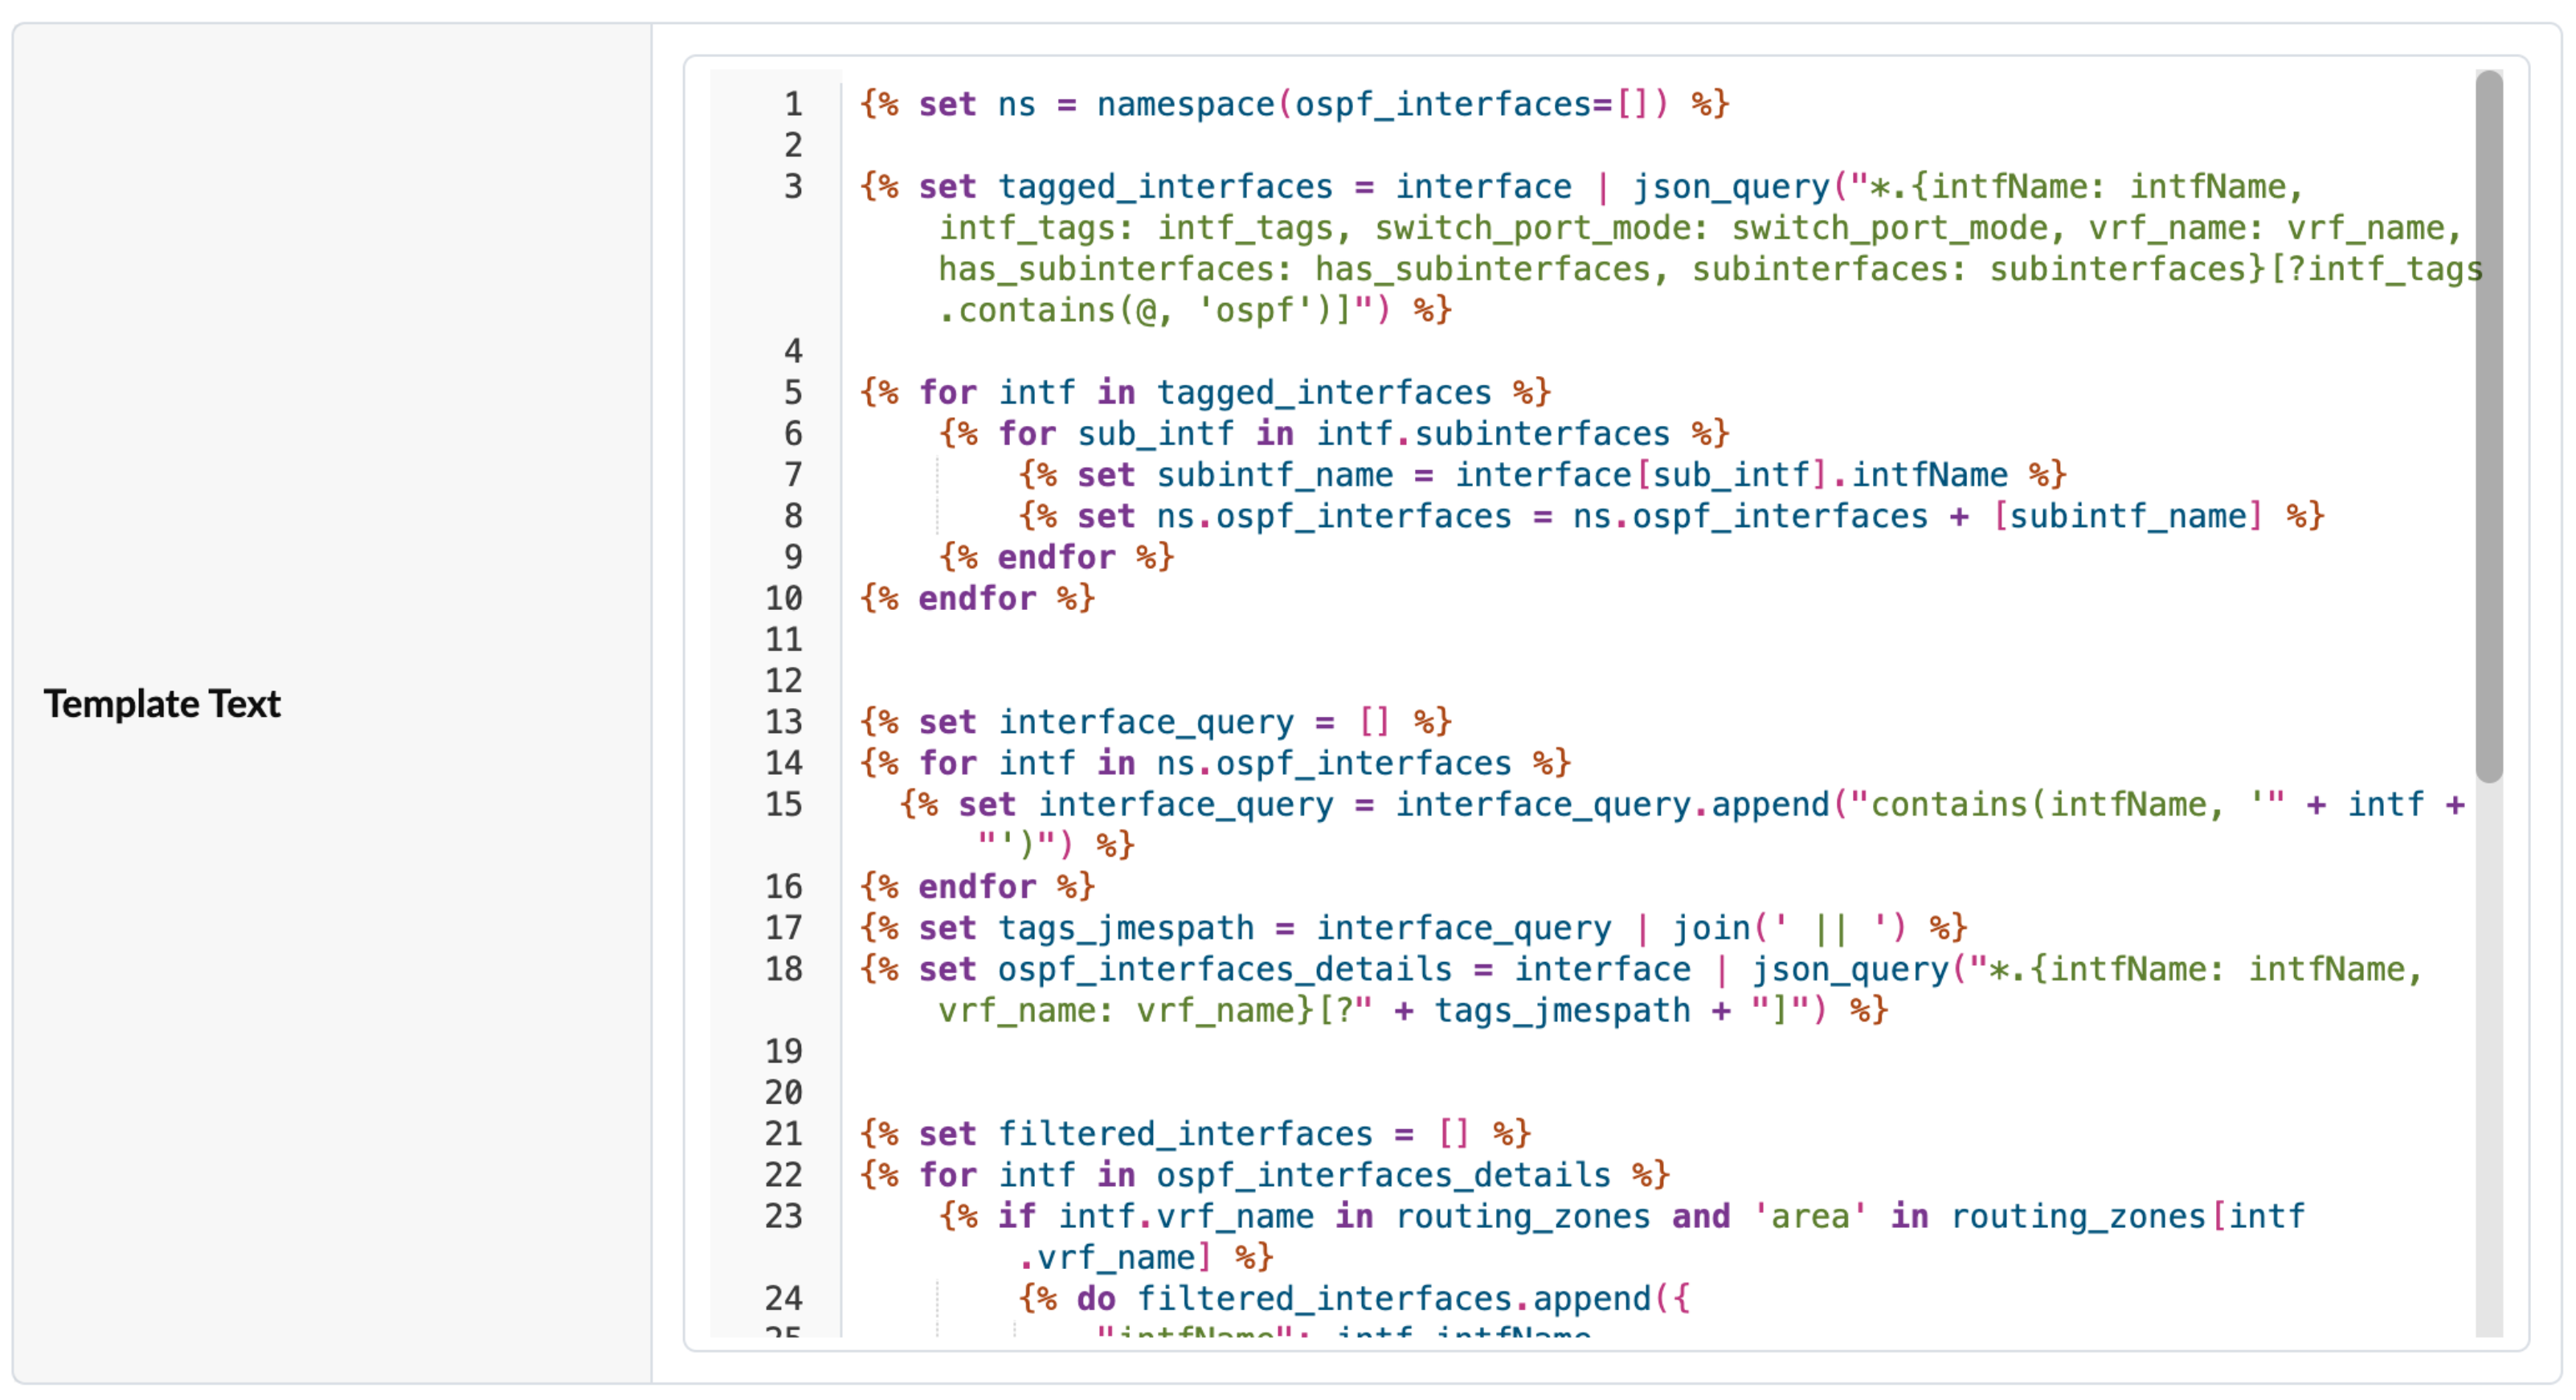 Template Text
1 {% set ns = namespace(ospf_interfaces=[]) %}
2
3 {% set tagged_interfaces = interface | json_query("*.{intfName: intfName,
intf_tags: intf_tags, switch_port_mode: switch_port_mode, vrf_name: vrf_name,
has_subinterfaces: has_subinterfaces, subinterfaces: subinterfaces}[?intf_tags
.contains(@, 'ospf')]") %}
4
5 {% for intf in tagged_interfaces %}
6 {% for sub_intf in intf.subinterfaces %}
7 {% set subintf_name = interface[sub_intf].intfName %}
8 {% set ns.ospf_interfaces = ns.ospf_interfaces + [subintf_name] %}
9 {% endfor %}
10 {% endfor %}
11
12
13 {% set interface_query = [] %}
14 {% for intf in ns.ospf_interfaces %}
15 {% set interface_query = interface_query.append("contains(intfName, '" + intf +
"')") %}
16 {% endfor %}
17 {% set tags_jmespath = interface_query | join(' || ') %}
18 {% set ospf_interfaces_details = interface | json_query("*.{intfName: intfName,
vrf_name: vrf_name}[?" + tags_jmespath + "]") %}
19
20
21 {% set filtered_interfaces = [] %}
22 {% for intf in ospf_interfaces_details %}
23 {% if intf.vrf_name in routing_zones and 'area' in routing_zones[intf
.vrf_name] %}
24 {% do filtered_interfaces.append({
25 "intfName": intf.intfName